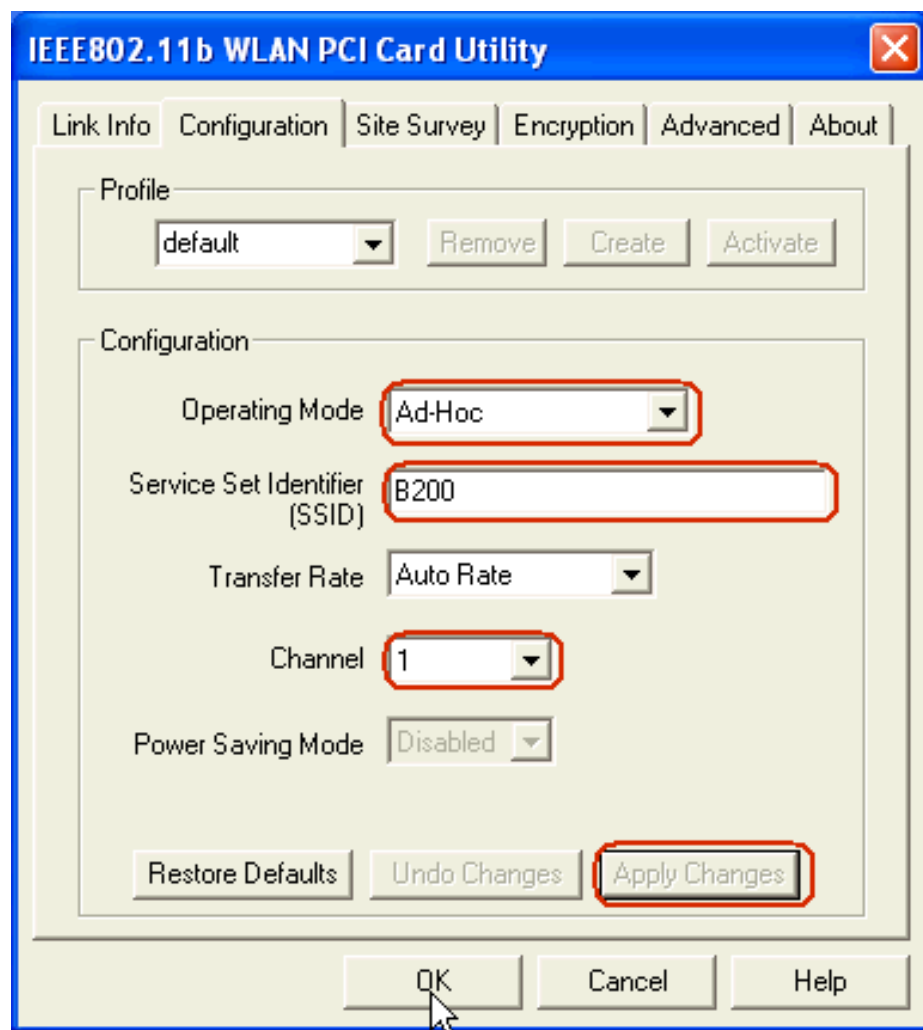 IEEE802.11b WLAN PCI Card Utility
Link Info Configuration Site Survey Encryption Advanced About
Profile
default Remove Create Activate
Configuration
Operating Mode Ad-Hoc
Service Set Identifier B200
(SSID)
Transfer Rate Auto Rate
Channel 1
Power Saving Mode Disabled
Restore Defaults Undo Changes Apply Changes
OK Cancel Help